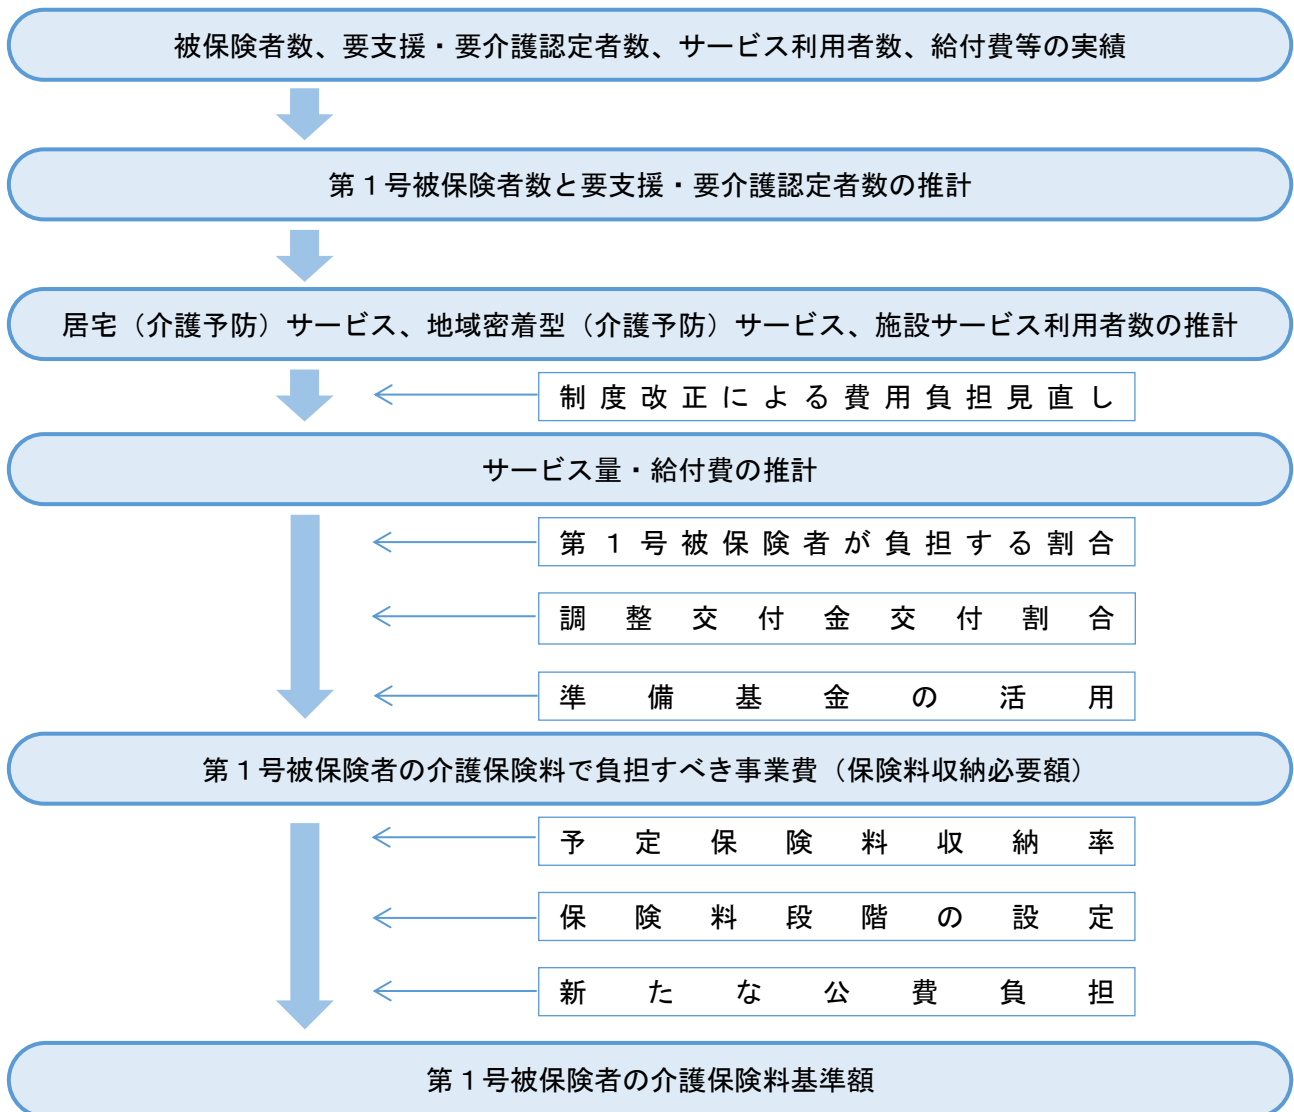 被保険者数、要支援・要介護認定者数、サービス利用者数、給付費等の実績
第１号被保険者数と要支援・要介護認定者数の推計
居宅（介護予防）サービス、地域密着型（介護予防）サービス、施設サービス利用者数の推計
制度改正による費用負担見直し
サービス量・給付費の推計
第１号被保険者が負担する割合
調整交付金交付割合
準備基金の活用
第１号被保険者の介護保険料で負担すべき事業費（保険料収納必要額）
予定保険料収納率
保険料段階の設定
新たな公費負担
第１号被保険者の介護保険料基準額